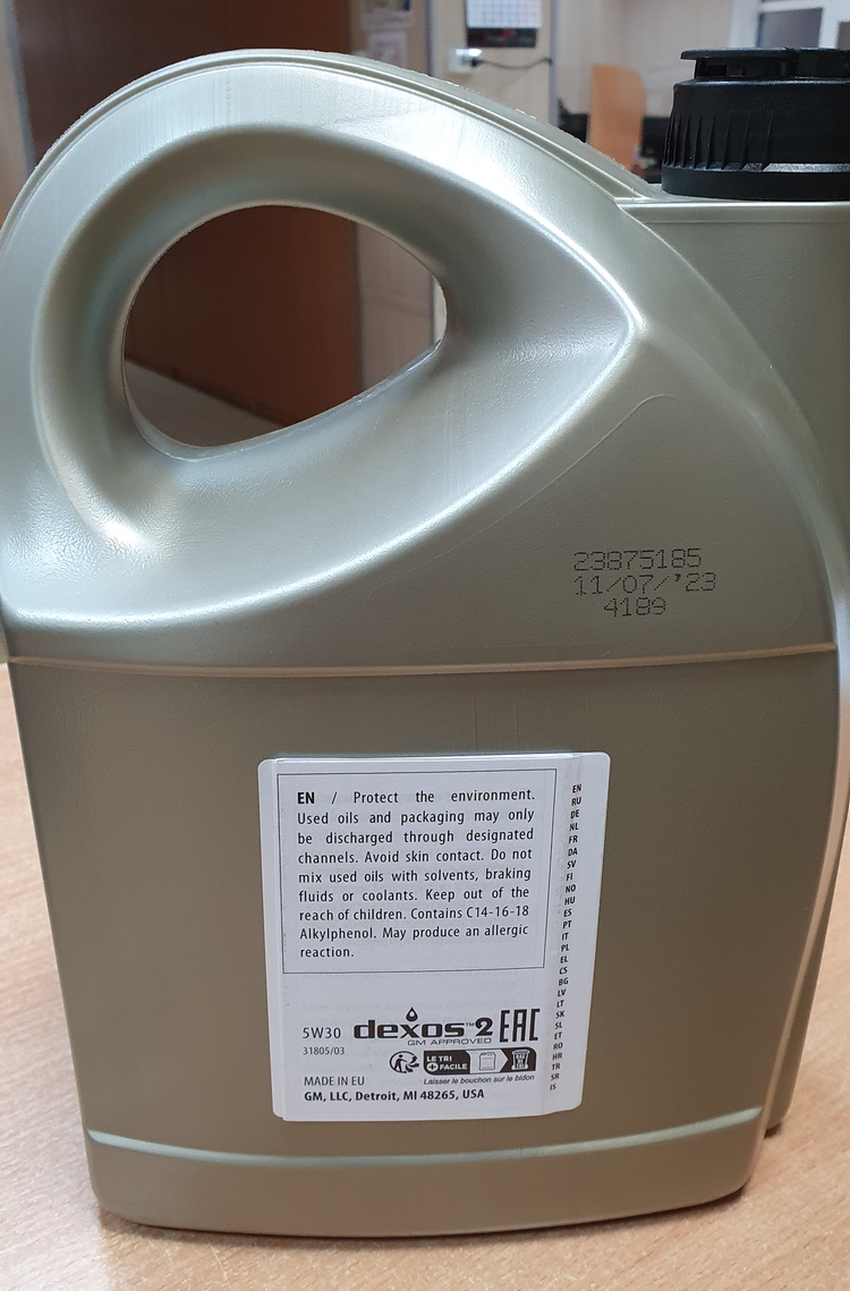 23875185
11/07/'23
4189
EN / Protect the environment.
Used oils and packaging may only
be discharged through designated
channels. Avoid skin contact. Do not
mix used oils with solvents, braking
fluids or coolants. Keep out of the
reach of children. Contains C14-16-18
Alkylphenol. May produce an allergic
reaction.
EN
RU
DE
NL
FR
DA
SV
FI
NO
HU
ES
PT
IT
PL
EL
CS
BG
LV
LT
SK
SL
ET
RO
HR
TR
SR
IS
5W30 dexos™2 EAC
GM APPROVED
31805/03
LE TRI
+ FACILE
Laisser le bouchon sur le bidon
MADE IN EU
GM, LLC, Detroit, MI 48265, USA